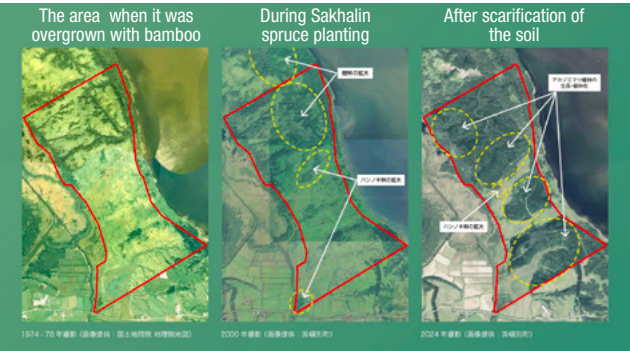 The area when it was
overgrown with bamboo
During Sakhalin
spruce planting
After scarification of
the soil
樹林の拡大
ハンノキ林の拡大
アカエゾマツ植林の
生長・樹林化
ハンノキ林の拡大
1974 - 78 年撮影（画像提供：国土地理院 地理院地図）
2000 年撮影（画像提供：浜頓別町）
2024 年撮影（画像提供：浜頓別町）